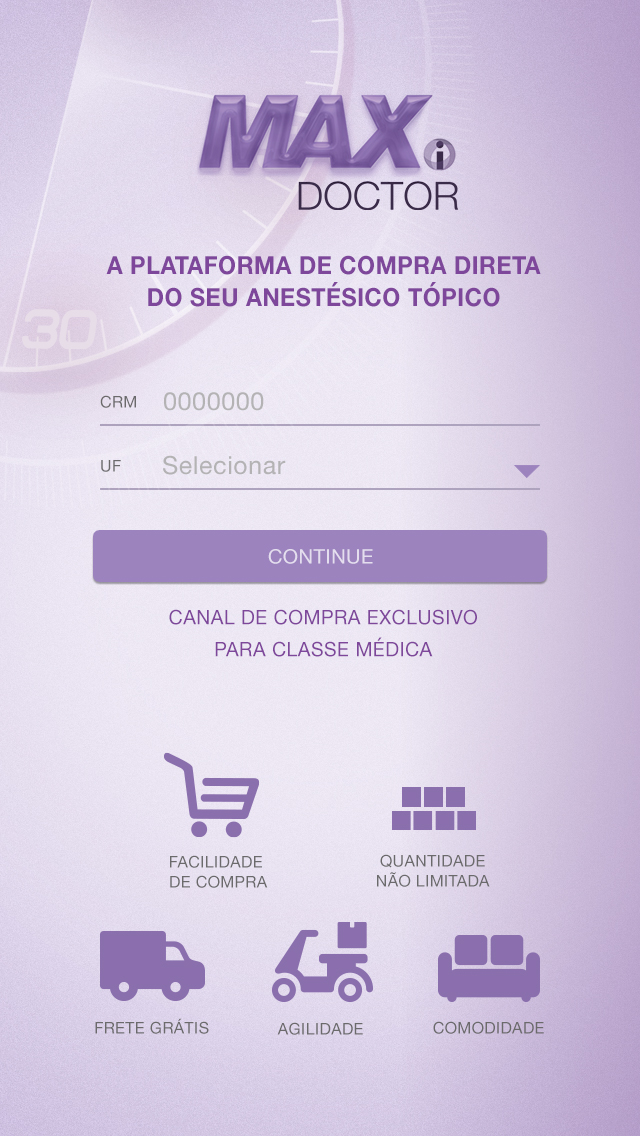 MAX i
DOCTOR
A PLATAFORMA DE COMPRA DIRETA
DO SEU ANESTÉSICO TÓPICO
30
CRM 0000000
UF Selecionar
CONTINUE
CANAL DE COMPRA EXCLUSIVO
PARA CLASSE MÉDICA
FACILIDADE
DE COMPRA
QUANTIDADE
NÃO LIMITADA
FRETE GRÁTIS
AGILIDADE
COMODIDADE